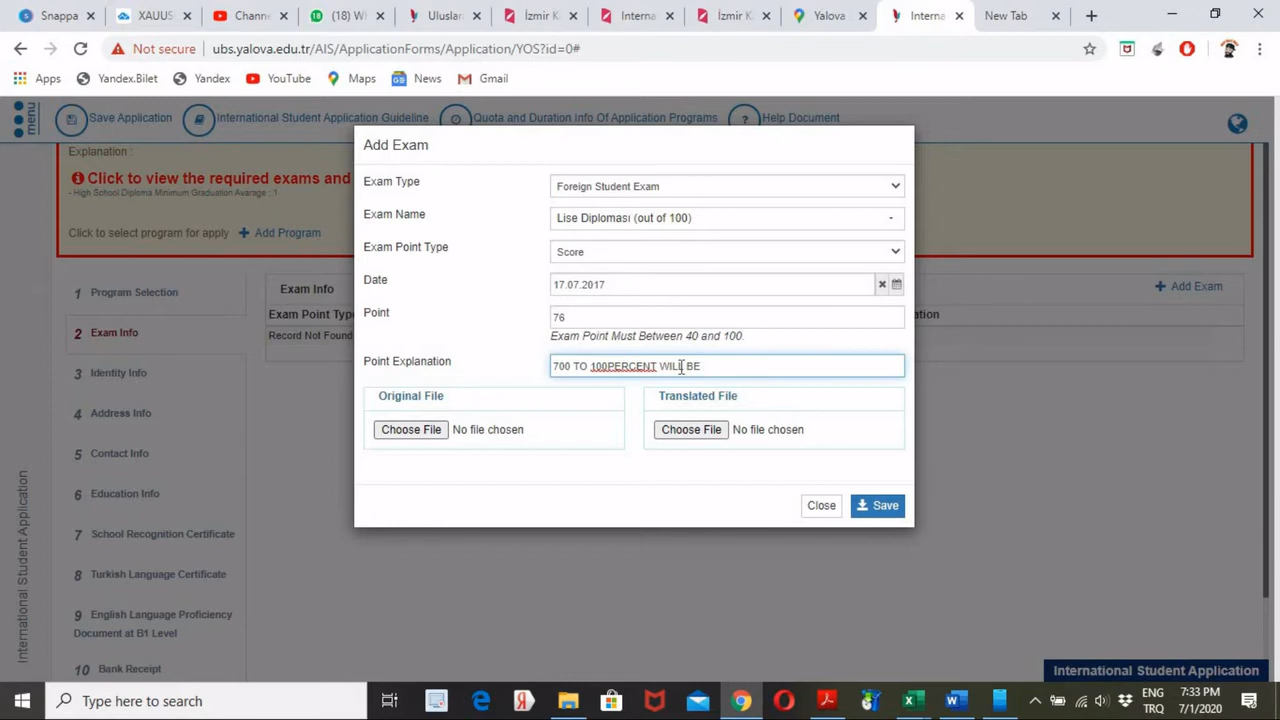 Snappa
XAUUS
Chann
(18) W
Uluslar
İzmir K
Interna
İzmir K
Yalova
Interna
New Tab
Not secure ubs.yalova.edu.tr/AIS/ApplicationForms/Application/YOS?id=0#
Apps Yandex.Bilet Yandex YouTube Maps News Gmail
menu Save Application International Student Application Guideline Quota and Duration Info Of Application Programs Help Document
Explanation :
Click to view the required exams and
- High School Diploma Minimum Graduation Avarage : 1
Click to select program for apply + Add Program
1 Program Selection
2 Exam Info
3 Identity Info
4 Address Info
5 Contact Info
6 Education Info
7 School Recognition Certificate
8 Turkish Language Certificate
9 English Language Proficiency
Document at B1 Level
10 Bank Receipt
International Student Application
Exam Info
+ Add Exam
Exam Point Type
Record Not Found
Add Exam
Exam Type Foreign Student Exam
Exam Name Lise Diploması (out of 100)
Exam Point Type Score
Date 17.07.2017
Point 76
Exam Point Must Between 40 and 100.
Point Explanation 700 TO 100PERCENT WILL BE
Original File
Choose File No file chosen
Translated File
Choose File No file chosen
Close Save
International Student Application
Type here to search
ENG
TRQ
7:33 PM
7/1/2020